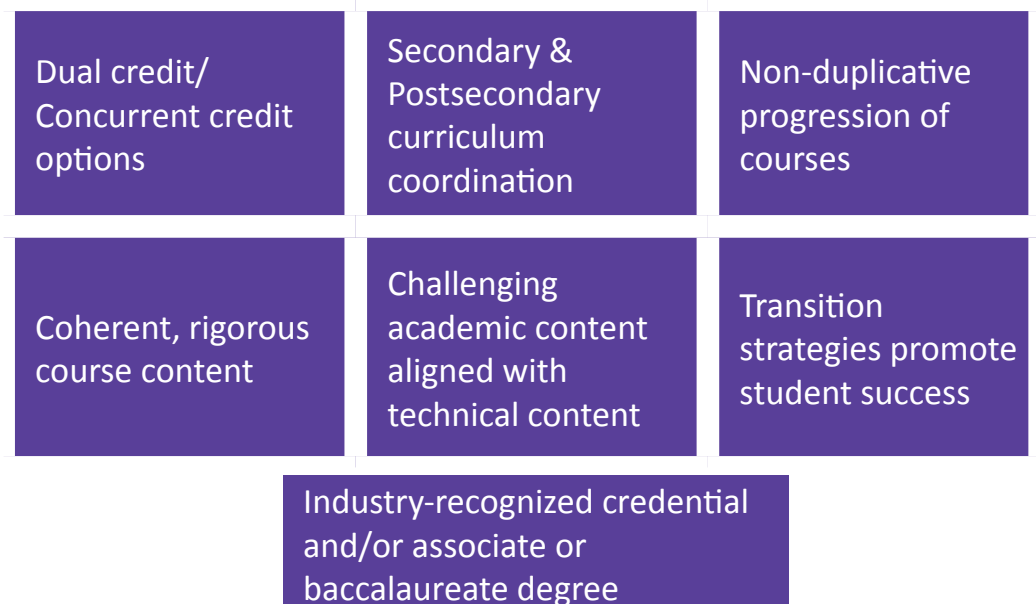 Dual credit/
Concurrent credit
options
Secondary &
Postsecondary
curriculum
coordination
Non-duplicative
progression of
courses
Coherent, rigorous
course content
Challenging
academic content
aligned with
technical content
Transition
strategies promote
student success
Industry-recognized credential
and/or associate or
baccalaureate degree